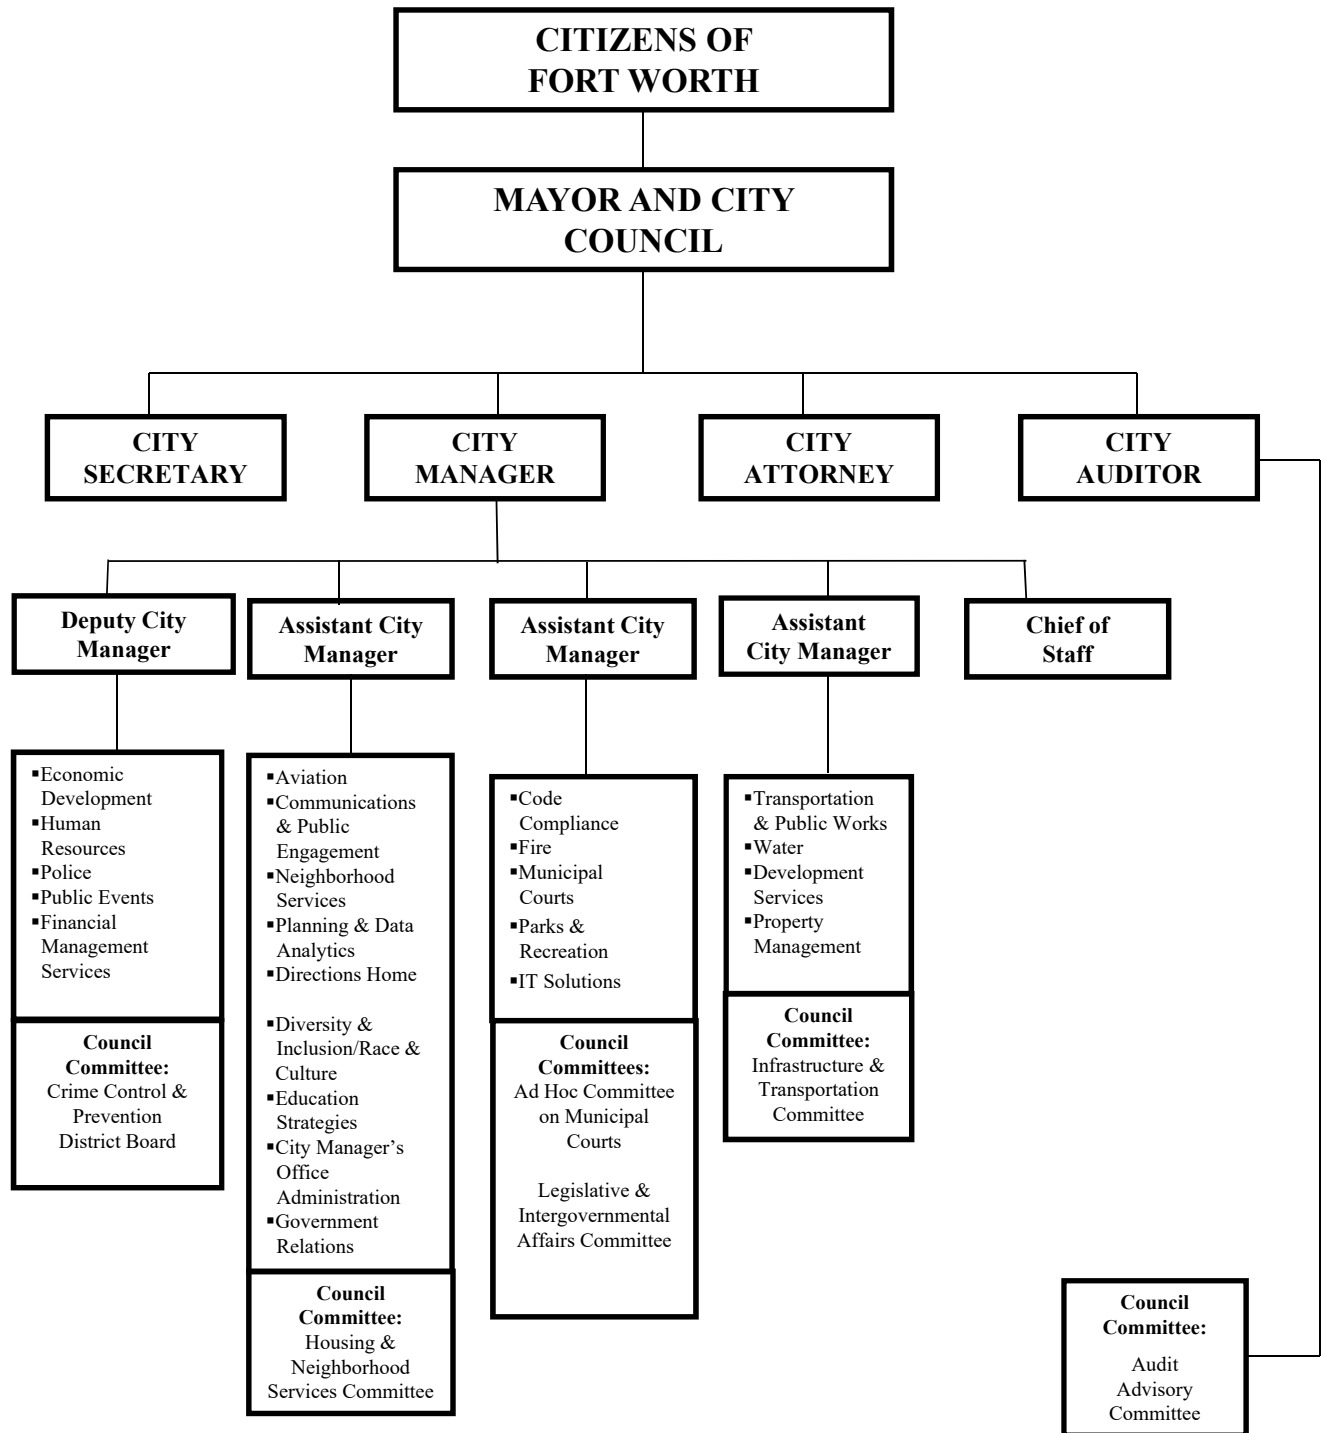 CITIZENS OF
FORT WORTH
MAYOR AND CITY
COUNCIL
CITY
SECRETARY
CITY
MANAGER
CITY
ATTORNEY
CITY
AUDITOR
Deputy City
Manager
Assistant City
Manager
Assistant City
Manager
Assistant
City Manager
Chief of
Staff
▪Economic
Development
▪Human
Resources
▪Police
▪Public Events
▪Financial
Management
Services
Council
Committee:
Crime Control &
Prevention
District Board
▪Aviation
▪Communications
& Public
Engagement
▪Neighborhood
Services
▪Planning & Data
Analytics
▪Directions Home
▪Diversity &
Inclusion/Race &
Culture
▪Education
Strategies
▪City Manager’s
Office
Administration
▪Government
Relations
Council
Committee:
Housing &
Neighborhood
Services Committee
▪Code
Compliance
▪Fire
▪Municipal
Courts
▪Parks &
Recreation
▪IT Solutions
Council
Committees:
Ad Hoc Committee
on Municipal
Courts
Legislative &
Intergovernmental
Affairs Committee
▪Transportation
& Public Works
▪Water
▪Development
Services
▪Property
Management
Council
Committee:
Infrastructure &
Transportation
Committee
Council
Committee:
Audit
Advisory
Committee